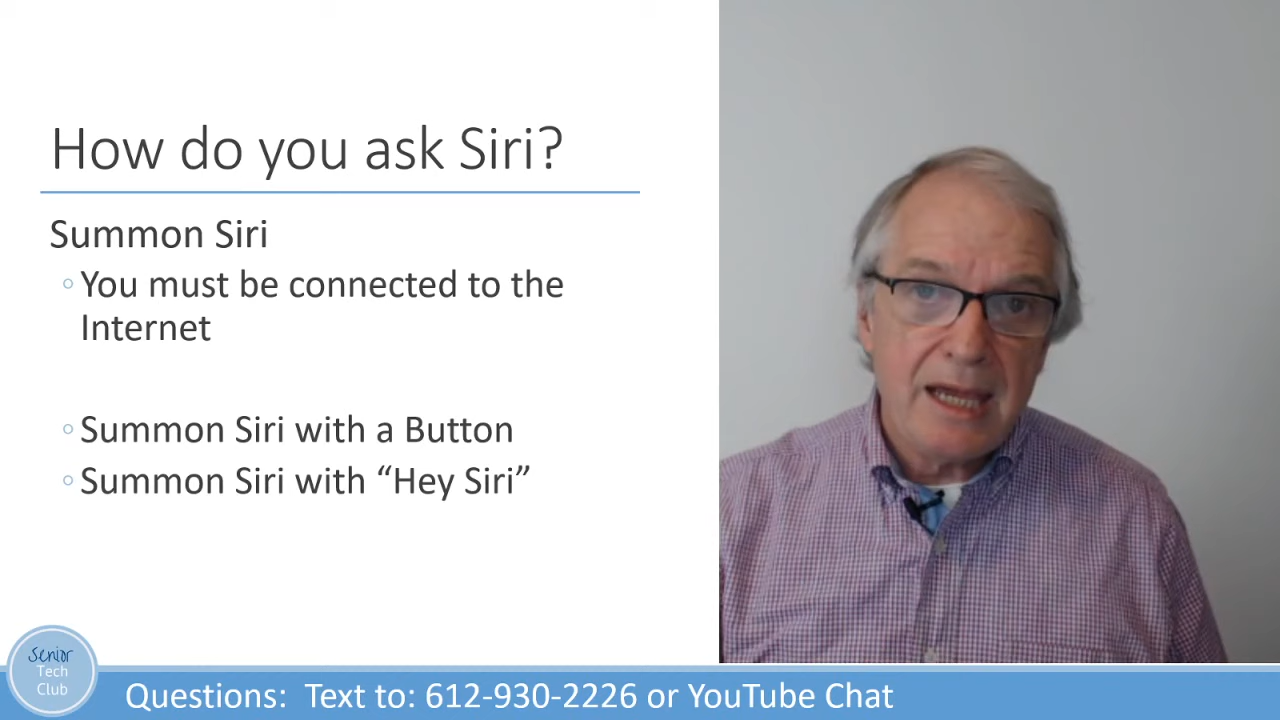 How do you ask Siri?
Summon Siri
◦ You must be connected to the
Internet
◦ Summon Siri with a Button
◦ Summon Siri with “Hey Siri”
Senior
Tech
Club
Questions: Text to: 612-930-2226 or YouTube Chat